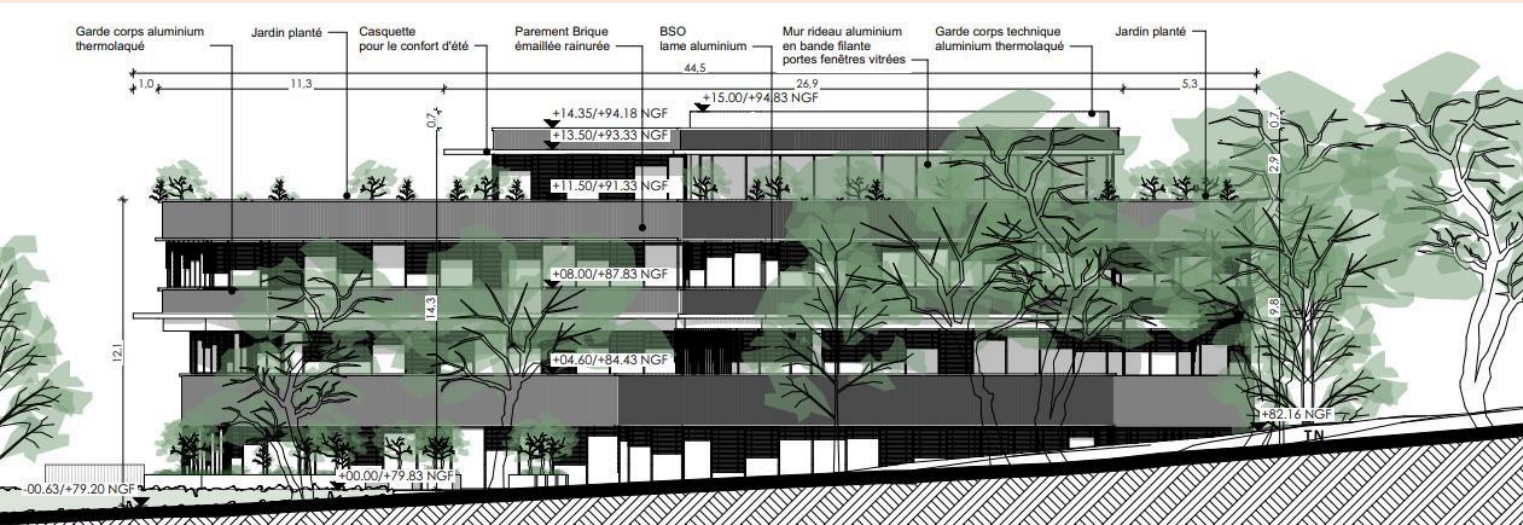 Garde corps aluminium
thermolaqué
Jardin planté
Casquette
pour le confort d'été
Parement Brique
émaillée rainurée
BSO
lame aluminium
Mur rideau aluminium
en bande filante
portes fenêtres vitrées
Garde corps technique
aluminium thermolaqué
Jardin planté
44,5
1,0
11,3
26,9
5,3
+15.00/+94.83 NGF
0,7
+14.35/+94.18 NGF
0,7
+13.50/+93.33 NGF
2,9
+11.50/+91.33 NGF
+08.00/+87.83 NGF
14,3
9,8
12,1
+04.60/+84.43 NGF
+82.16 NGF
TN
+00.00/+79.83 NGF
-00.63/+79.20 NGF